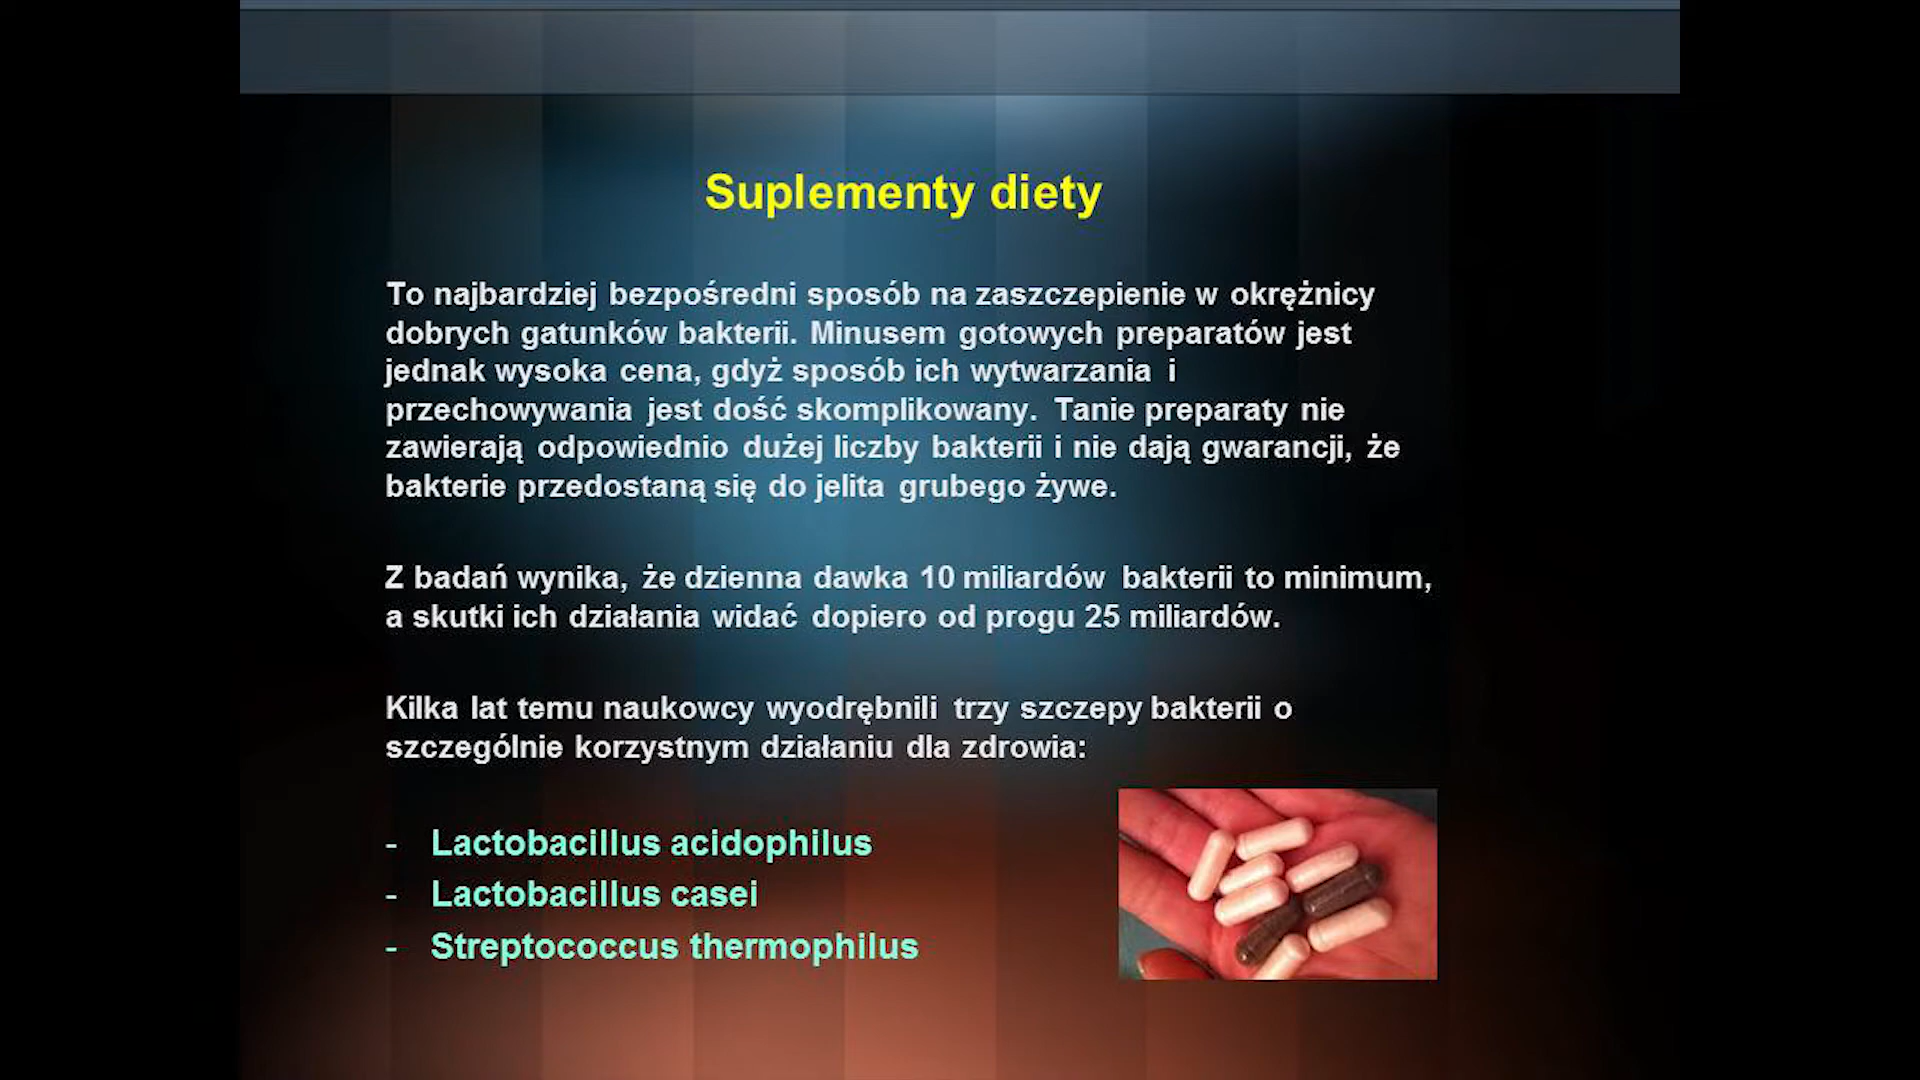 Suplementy diety
To najbardziej bezpośredni sposób na zaszczepienie w okrężnicy
dobrych gatunków bakterii. Minusem gotowych preparatów jest
jednak wysoka cena, gdyż sposób ich wytwarzania i
przechowywania jest dość skomplikowany. Tanie preparaty nie
zawierają odpowiednio dużej liczby bakterii i nie dają gwarancji, że
bakterie przedostaną się do jelita grubego żywe.
Z badań wynika, że dzienna dawka 10 miliardów bakterii to minimum,
a skutki ich działania widać dopiero od progu 25 miliardów.
Kilka lat temu naukowcy wyodrębnili trzy szczepy bakterii o
szczególnie korzystnym działaniu dla zdrowia:
- Lactobacillus acidophilus
- Lactobacillus casei
- Streptococcus thermophilus